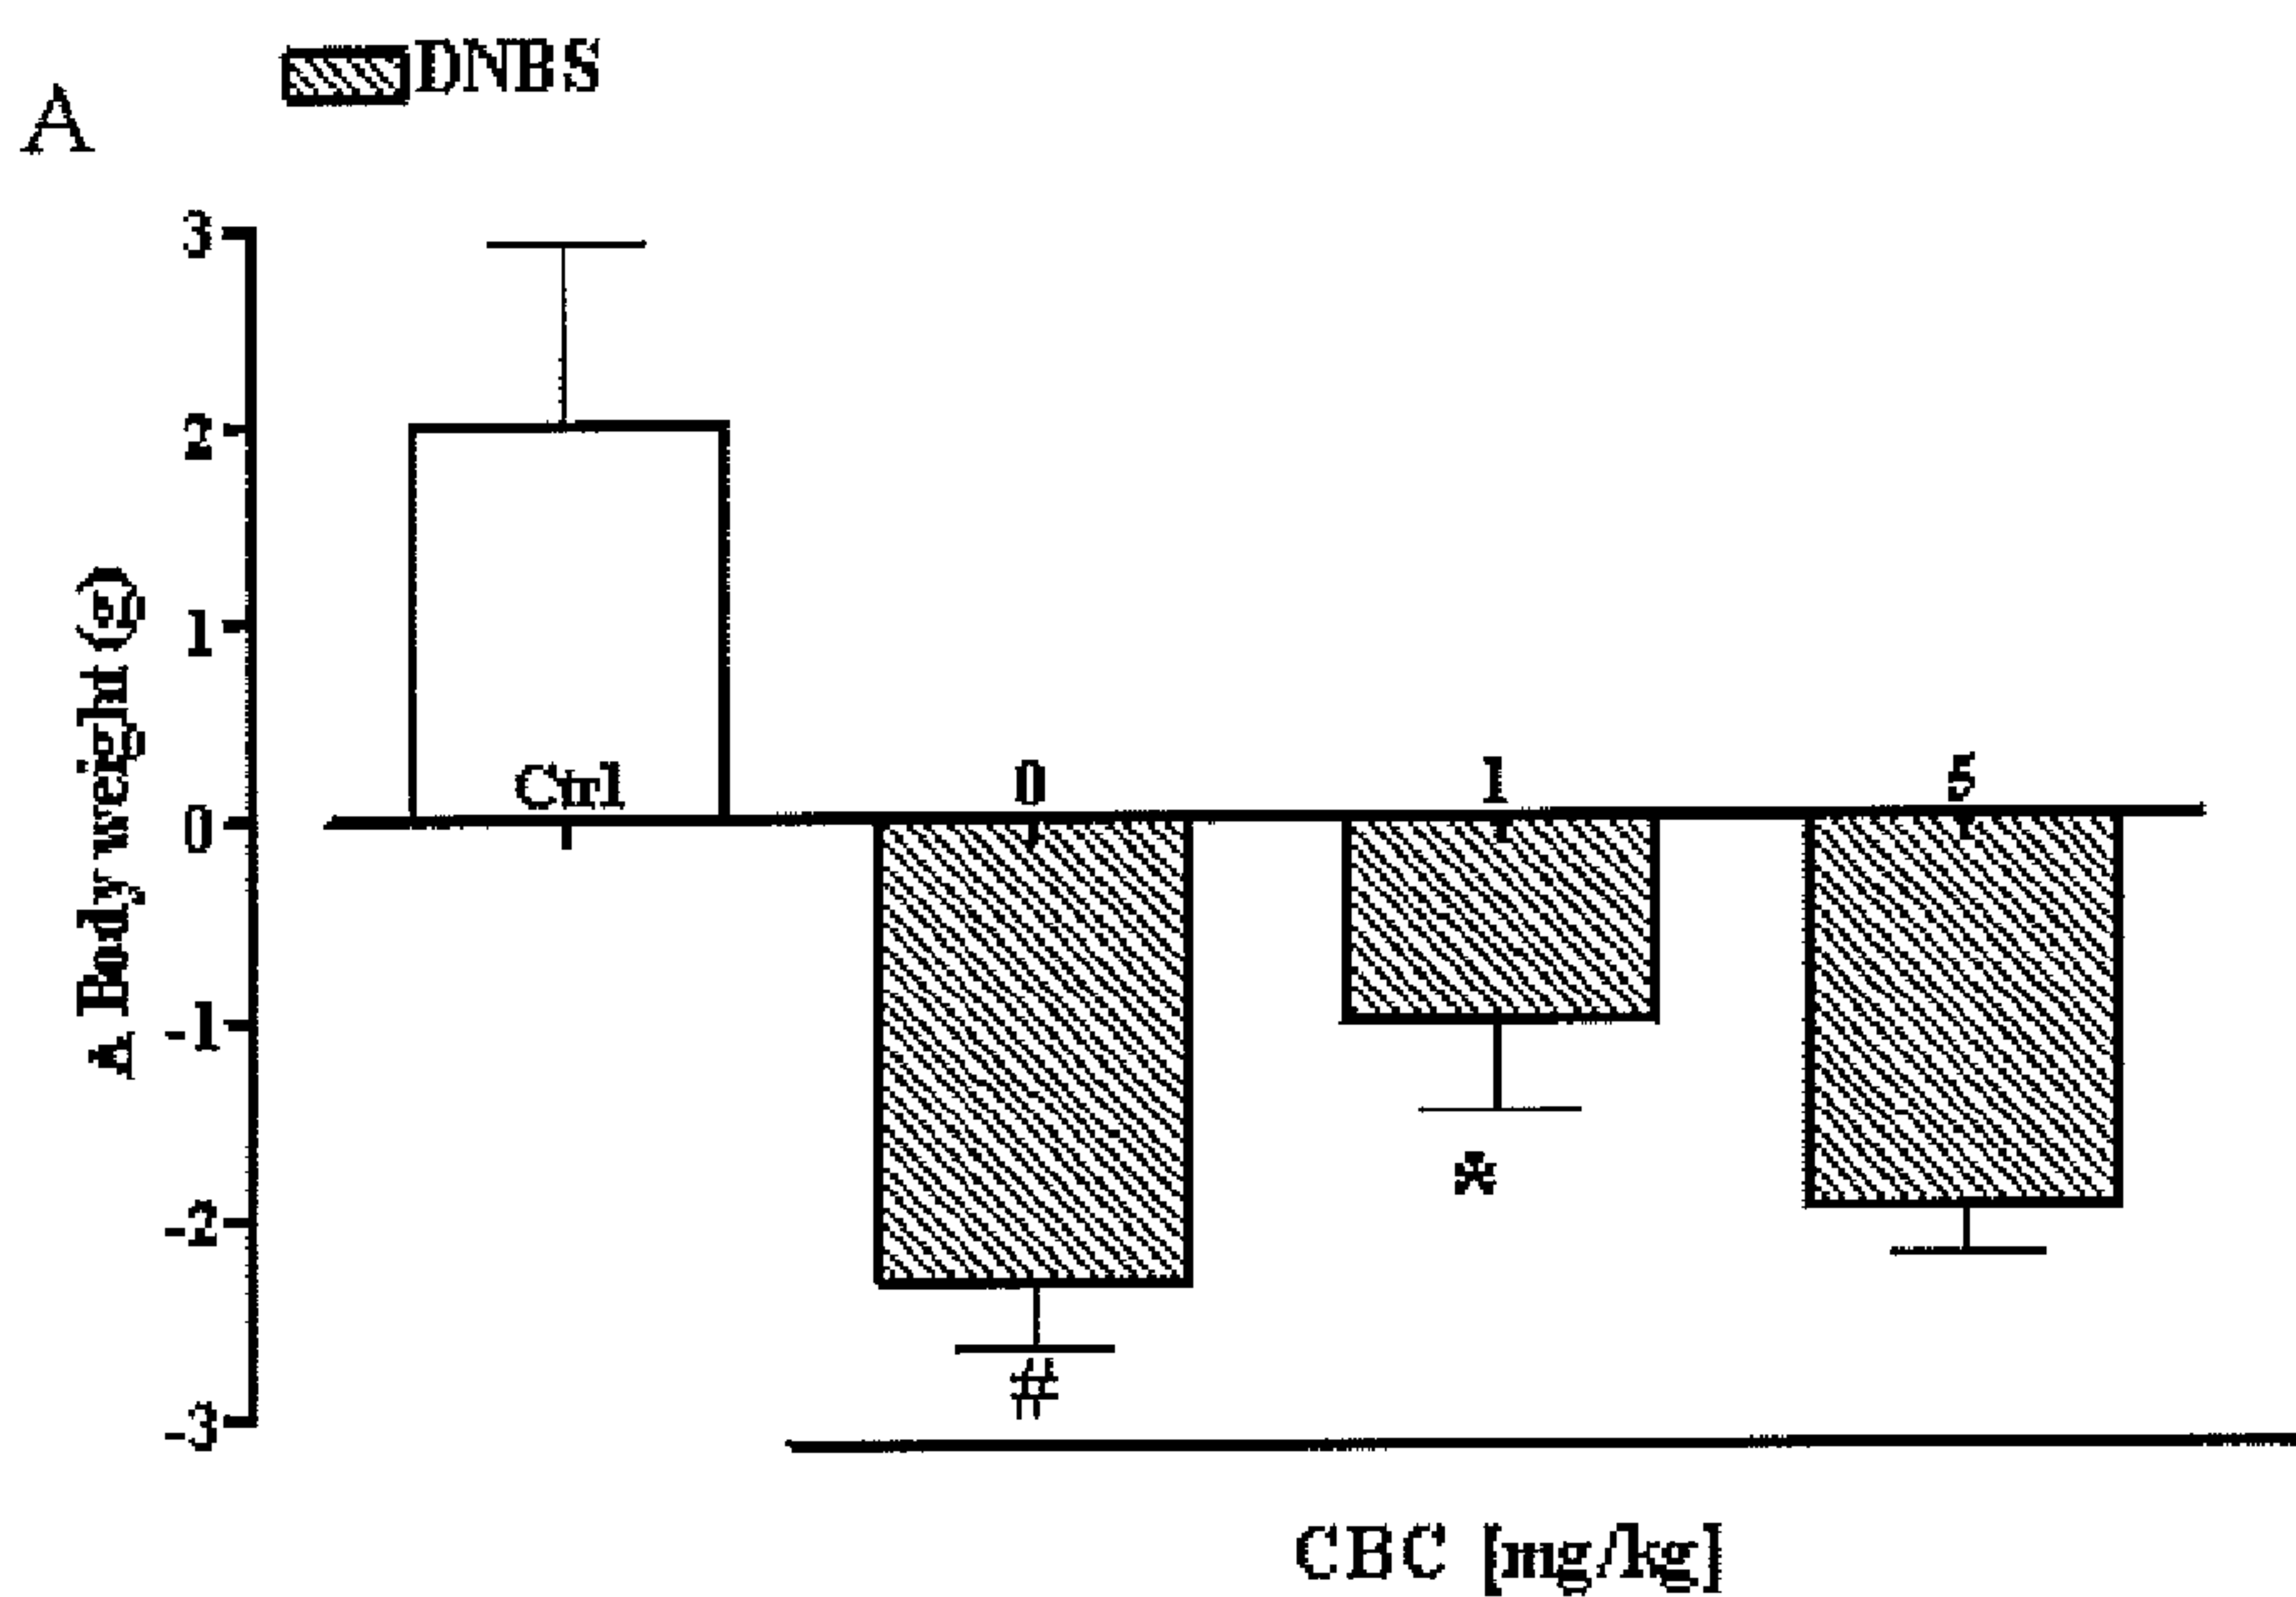 A
DNBS
3
2
1
0
-1
-2
-3
Δ Body weight (g)
Ctrl 0 1 5
*
#
CBC [mg/kg]